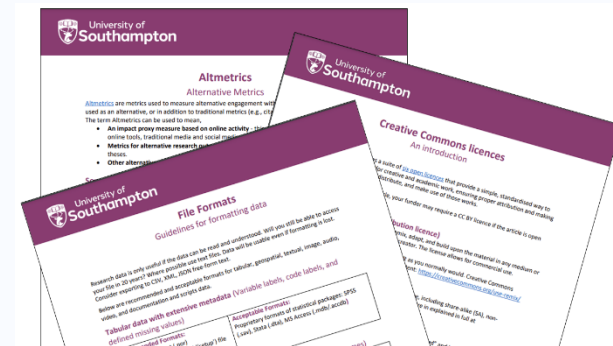 University of
Southampton
Altmetrics
Alternative Metrics
Altmetrics are metrics used to measure alternative engagement with
used as an alternative, or in addition to traditional metrics (e.g.,
The term Altmetrics can be used to mean,
An impact proxy measure based on online activity -
online tools, traditional media and social
Metrics for alternative research
theses.
Other
University of
Southampton
Creative Commons licences
An introduction
a suite of six open licences that provide a simple, standardised way to
for creative and academic work, ensuring proper attribution and making
distribute, and make use of those works.
your funder may require a CC BY licence if the article is open
licence)
adapt, and build upon the material in any medium or
creator. The license allows for commercial use.
as you normally would. Creative Commons
https://creativecommons.org/use-remix/
including share alike (SA), non-
are in explained in full at
University of
Southampton
File Formats
Guidelines for formatting data
Research data is only useful if the data can be read and understood. Will you still be able to access
your file in 20 years? Where possible use text files. Data will be usable even if formatting is lost.
Consider exporting to CSV, XML, JSON free-form text.
Below are recommended and acceptable formats for tabular, geospatial, textural, image, audio,
video, and documentation and scripts data.
Tabular data with extensive metadata (Variable labels, code labels, and
defined missing values)
Formats:
file
Acceptable Formats:
Proprietary formats of statistical packages: SPSS
(.sav), Stata (.dta), MS Access (.mdb/.accdb)